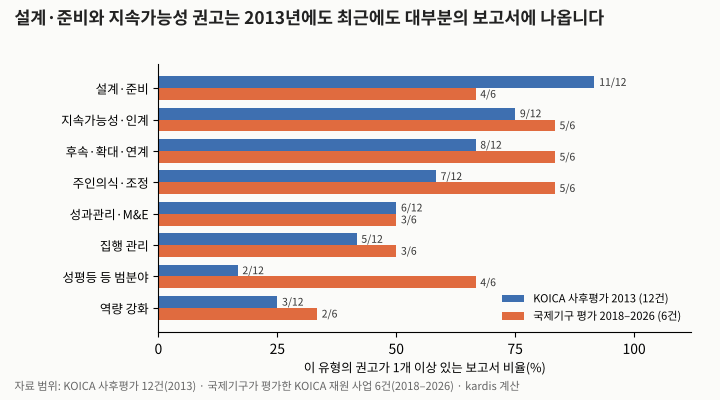 설계·준비와 지속가능성 권고는 2013년에도 최근에도 대부분의 보고서에 나옵니다
설계·준비
11/12
4/6
지속가능성·인계
9/12
5/6
후속·확대·연계
8/12
5/6
주인의식·조정
7/12
5/6
성과관리·M&E
6/12
3/6
집행 관리
5/12
3/6
성평등 등 범분야
2/12
4/6
역량 강화
3/12
2/6
KOICA 사후평가 2013 (12건)
국제기구 평가 2018–2026 (6건)
0 25 50 75 100
이 유형의 권고가 1개 이상 있는 보고서 비율(%)
자료 범위: KOICA 사후평가 12건(2013) · 국제기구가 평가한 KOICA 재원 사업 6건(2018–2026) · kardis 계산